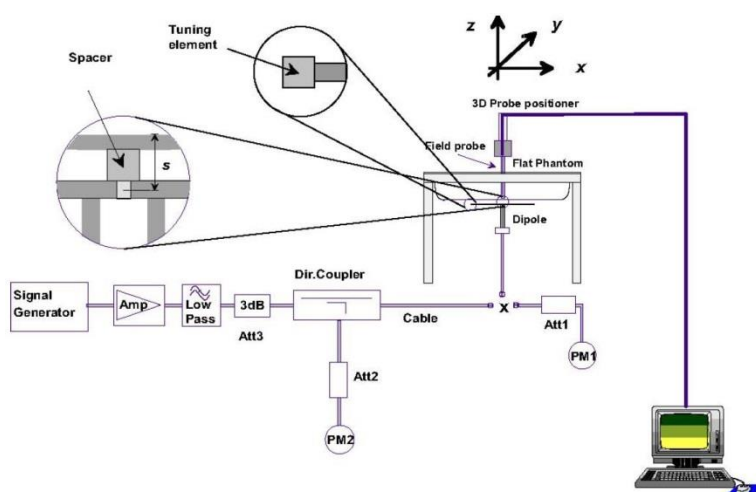 Tuning
element
Spacer
s
z
y
x
3D Probe positioner
Field probe
Flat Phantom
Dipole
Signal
Generator
Amp
Low
Pass
3dB
Att3
Dir.Coupler
Cable
x
Att1
PM1
Att2
PM2